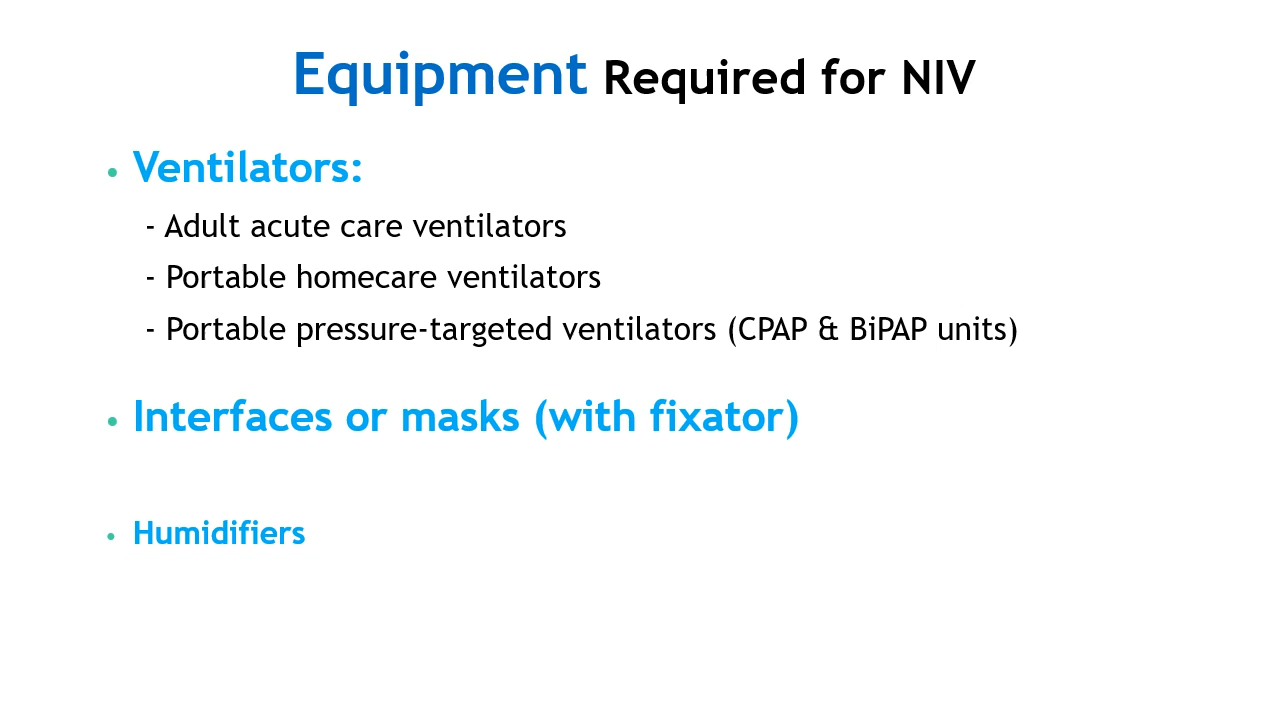 Equipment Required for NIV
• Ventilators:
- Adult acute care ventilators
- Portable homecare ventilators
- Portable pressure-targeted ventilators (CPAP & BiPAP units)
• Interfaces or masks (with fixator)
• Humidifiers